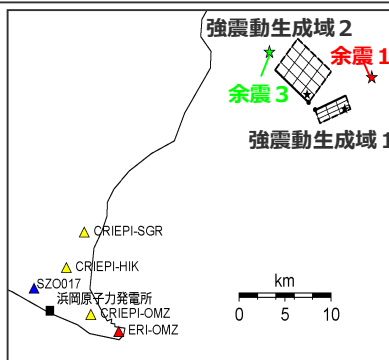 強震動生成域２
余震１
余震３
強震動生成域１
CRIEPI-SGR
CRIEPI-HIK
SZO017
浜岡原子力発電所
CRIEPI-OMZ
ERI-OMZ
km
0 5 10